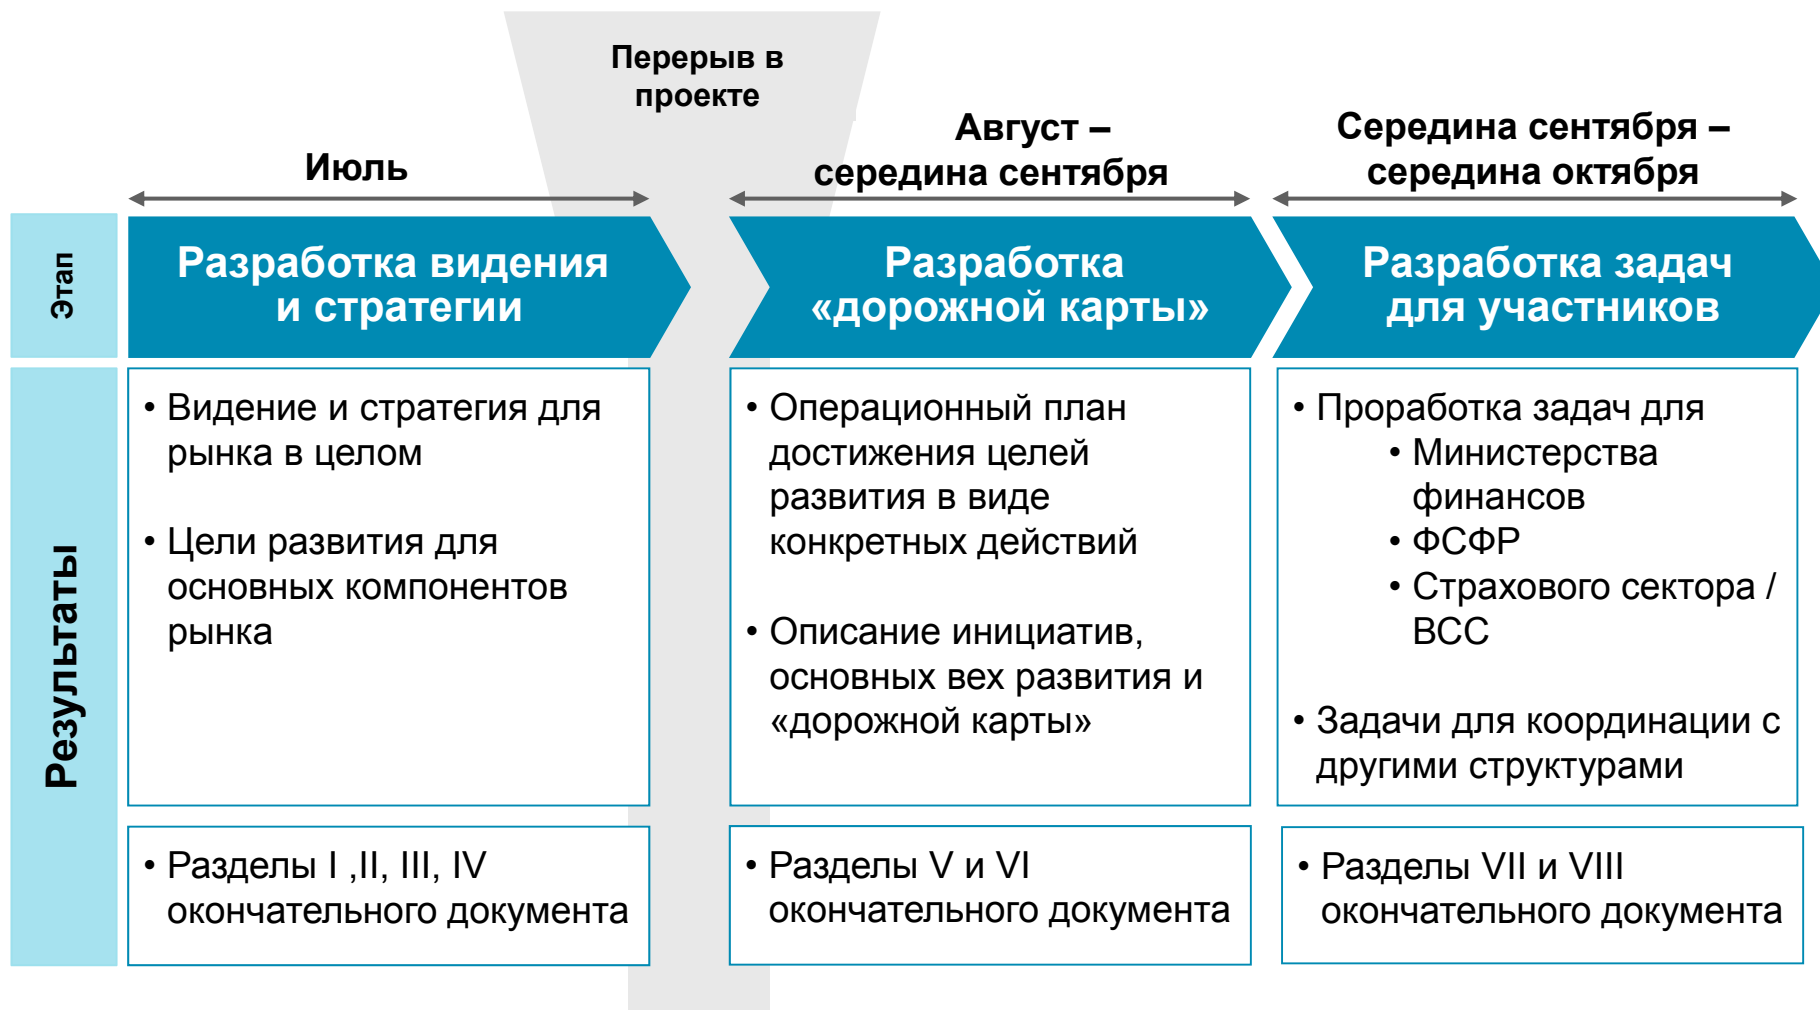 Перерыв в
проекте
Июль
Август –
середина сентября
Середина сентября –
середина октября
Этап
Разработка видения
и стратегии
Разработка
«дорожной карты»
Разработка задач
для участников
Результаты
• Видение и стратегия для
рынка в целом
• Цели развития для
основных компонентов
рынка
• Операционный план
достижения целей
развития в виде
конкретных действий
• Описание инициатив,
основных вех развития и
«дорожной карты»
• Проработка задач для
• Министерства
финансов
• ФСФР
• Страхового сектора /
ВСС
• Задачи для координации с
другими структурами
• Разделы I ,II, III, IV
окончательного документа
• Разделы V и VI
окончательного документа
• Разделы VII и VIII
окончательного документа